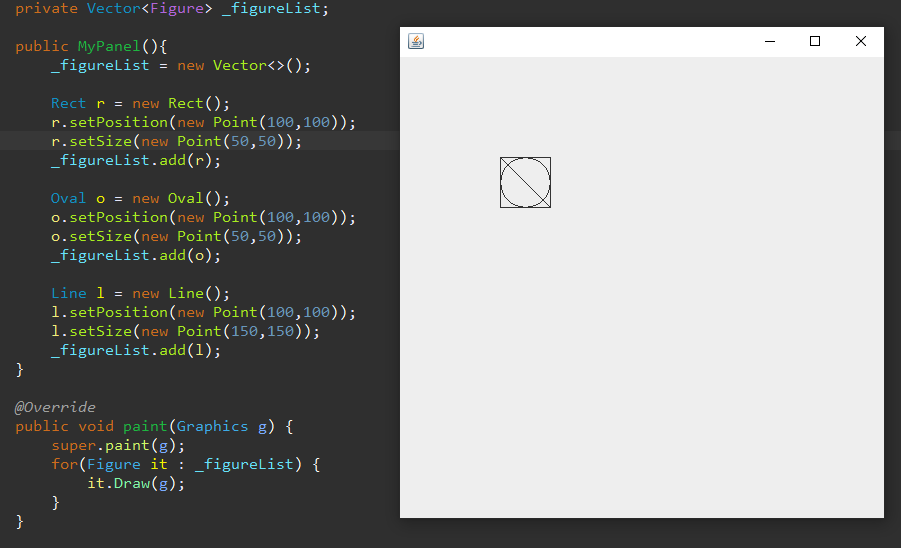 private Vector<Figure> _figureList;
public MyPanel(){
_figureList = new Vector<>();
Rect r = new Rect();
r.setPosition(new Point(100,100));
r.setSize(new Point(50,50));
_figureList.add(r);
Oval o = new Oval();
o.setPosition(new Point(100,100));
o.setSize(new Point(50,50));
_figureList.add(o);
Line l = new Line();
l.setPosition(new Point(100,100));
l.setSize(new Point(150,150));
_figureList.add(l);
}
@Override
public void paint(Graphics g) {
super.paint(g);
for(Figure it : _figureList) {
it.Draw(g);
}
}